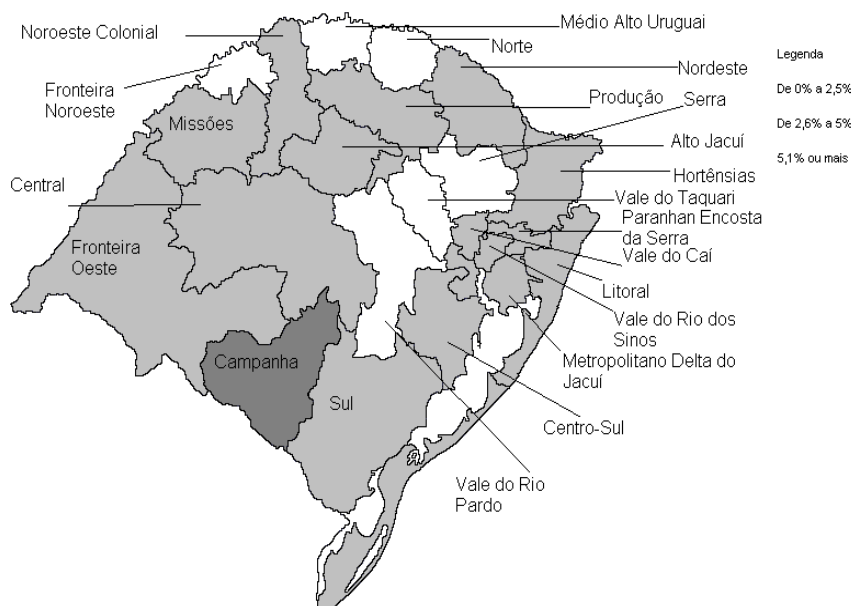 Médio Alto Uruguai
Noroeste Colonial
Norte
Legenda
Nordeste
Fronteira
Noroeste
De 0% a 2,5%
Produção
Serra
Missões
De 2,6% a 5%
Alto Jacuí
5,1% ou mais
Hortênsias
Central
Vale do Taquari
Paranhan Encosta
da Serra
Fronteira
Oeste
Vale do Caí
Litoral
Vale do Rio dos
Sinos
Campanha
Metropolitano Delta do
Jacuí
Sul
Centro-Sul
Vale do Rio
Pardo